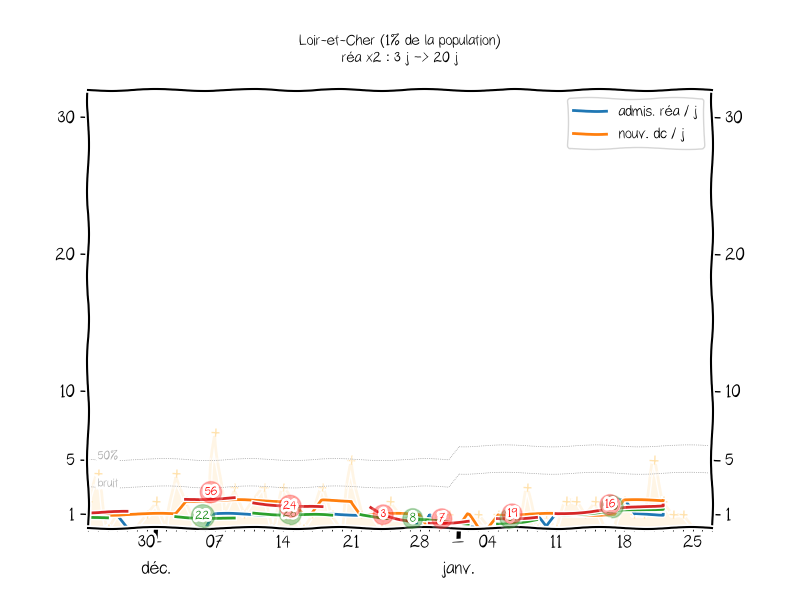 Loir-et-Cher (1% de la population)
réa x2 : 3 j -> 20 j
admis. réa / j
nouv. dc / j
30 30
20 20
10 10
50%
5 5
bruit
1 1
56
22
24
3
8
7
19
16
30 07 14 21 28 04 11 18 25
déc. janv.